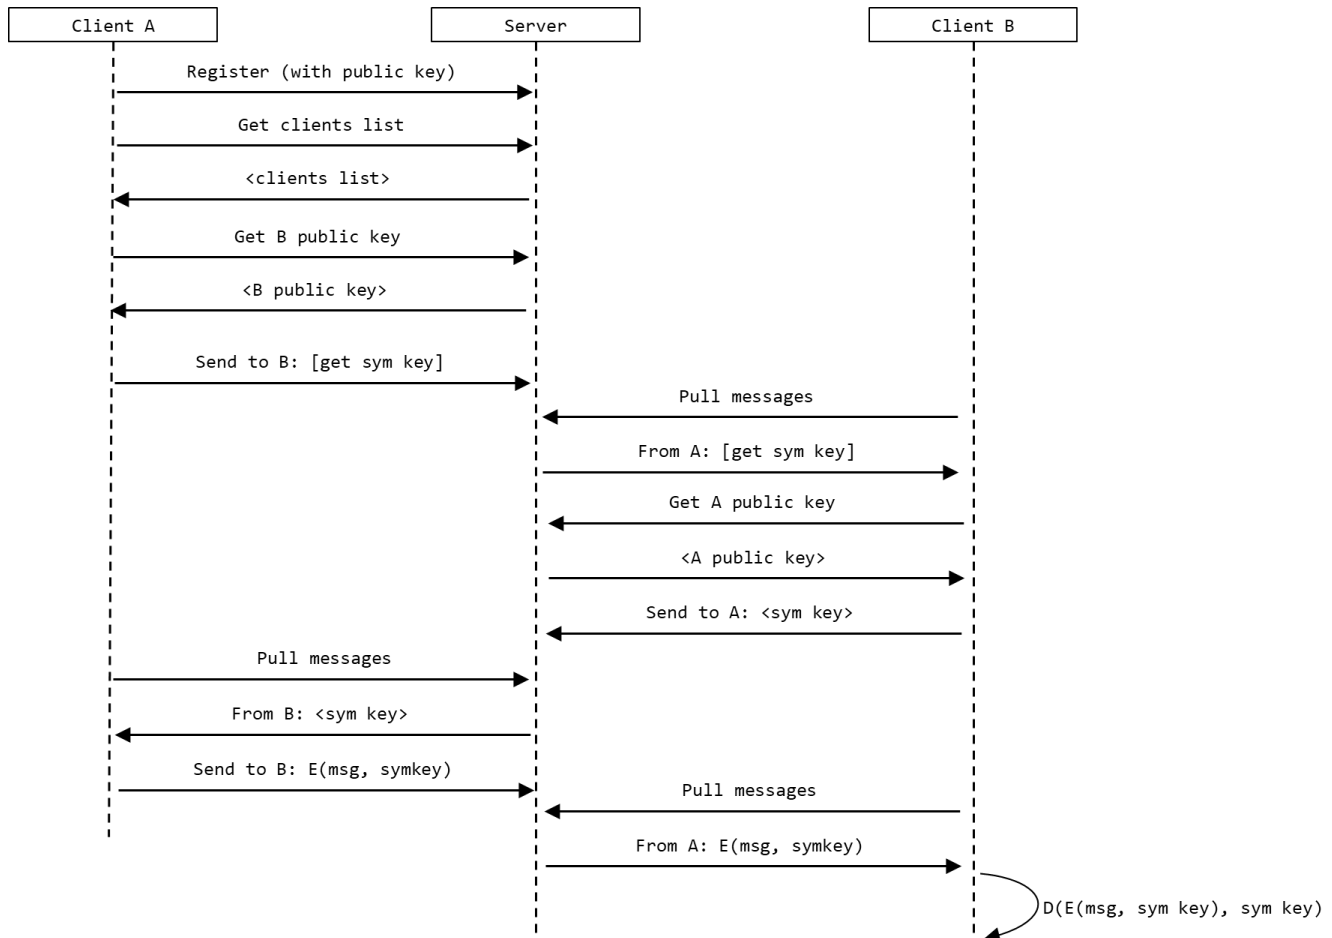 Client A
Server
Client B
Register (with public key)
Get clients list
<clients list>
Get B public key
<B public key>
Send to B: [get sym key]
Pull messages
From A: [get sym key]
Get A public key
<A public key>
Send to A: <sym key>
Pull messages
From B: <sym key>
Send to B: E(msg, symkey)
Pull messages
From A: E(msg, symkey)
D(E(msg, sym key), sym key)